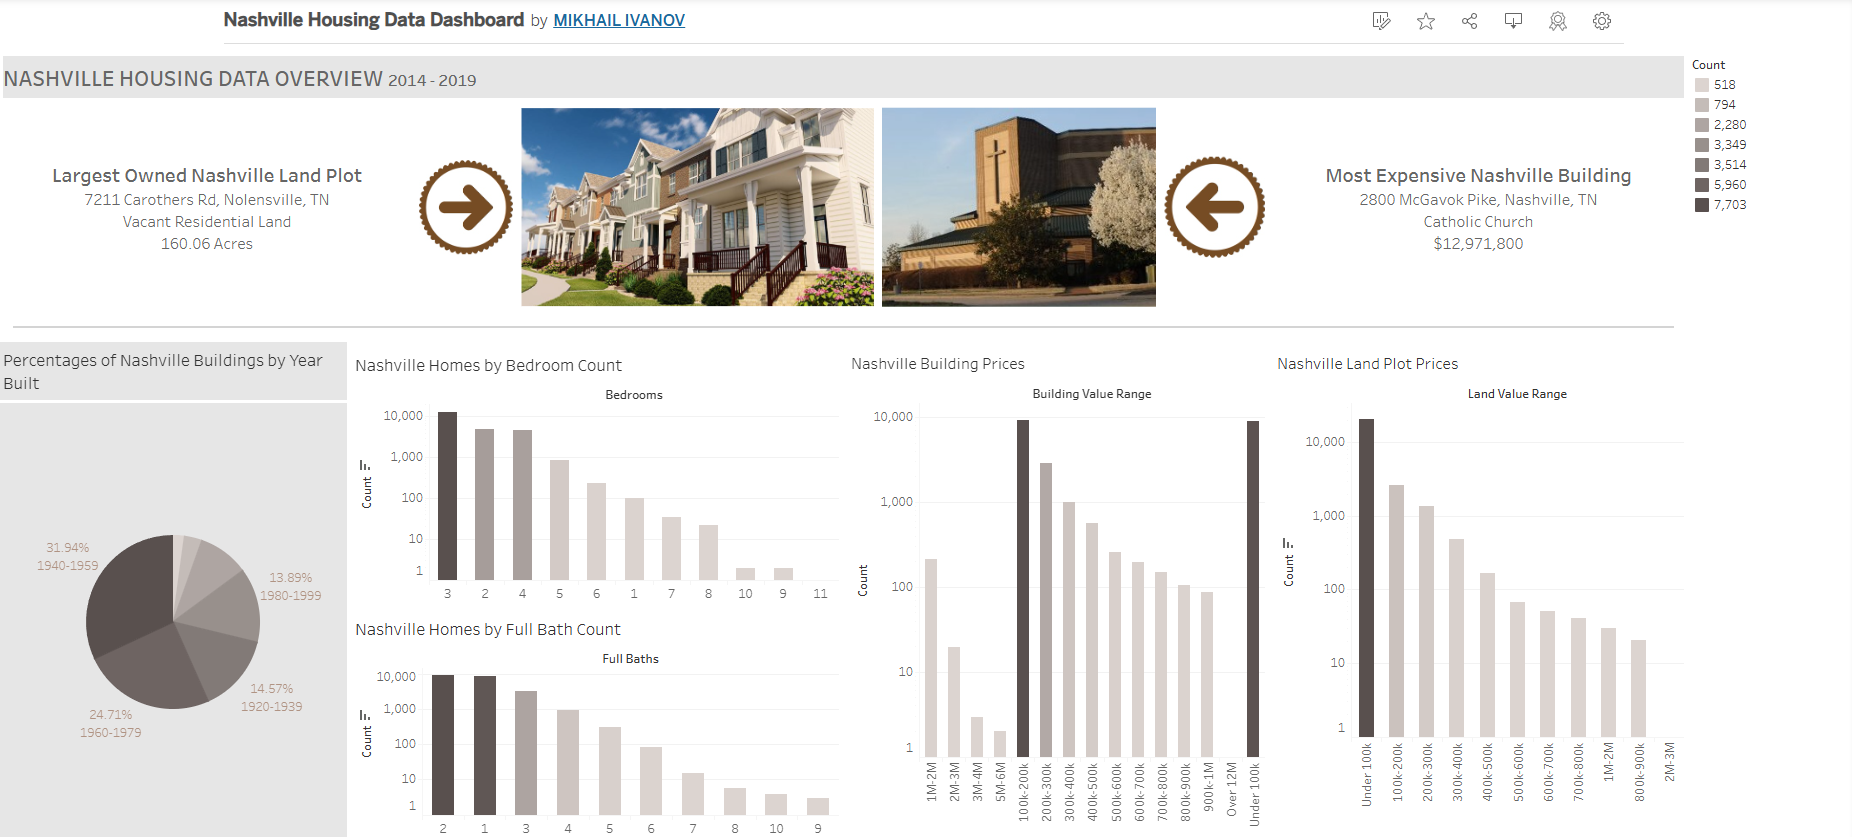 Nashville Housing Data Dashboard by MIKHAIL IVANOV
NASHVILLE HOUSING DATA OVERVIEW 2014 - 2019
Largest Owned Nashville Land Plot
7211 Carothers Rd, Nolensville, TN
Vacant Residential Land
160.06 Acres
Most Expensive Nashville Building
2800 McGavok Pike, Nashville, TN
Catholic Church
$12,971,800
Count
518
794
2,280
3,349
3,514
5,960
7,703
Percentages of Nashville Buildings by Year
Built
31.94%
1940-1959
13.89%
1980-1999
14.57%
1920-1939
24.71%
1960-1979
Nashville Homes by Bedroom Count
Bedrooms
Count
10,000
1,000
100
10
1
3 2 4 5 6 1 7 8 10 9 11
Nashville Homes by Full Bath Count
Full Baths
Count
10,000
1,000
100
10
1
2 1 3 4 5 6 7 8 10 9
Nashville Building Prices
Building Value Range
Count
10,000
1,000
100
10
1
1M-2M
2M-3M
3M-4M
5M-6M
100k-200k
200k-300k
300k-400k
400k-500k
500k-600k
600k-700k
700k-800k
800k-900k
900k-1M
Over 12M
Under 100k
Nashville Land Plot Prices
Land Value Range
Count
10,000
1,000
100
10
1
Under 100k
100k-200k
200k-300k
300k-400k
400k-500k
500k-600k
600k-700k
700k-800k
1M-2M
800k-900k
2M-3M